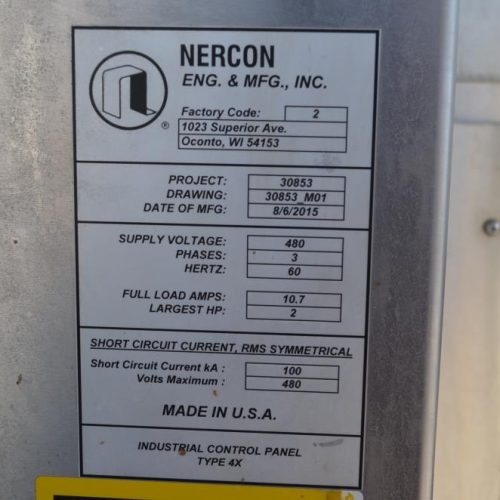 NERCON
ENG. & MFG., INC.
®
Factory Code: 2
1023 Superior Ave.
Oconto, WI 54153
PROJECT: 30853
DRAWING: 30853_M01
DATE OF MFG: 8/6/2015
SUPPLY VOLTAGE: 480
PHASES: 3
HERTZ: 60
FULL LOAD AMPS: 10.7
LARGEST HP: 2
SHORT CIRCUIT CURRENT, RMS SYMMETRICAL
Short Circuit Current kA : 100
Volts Maximum : 480
MADE IN U.S.A.
INDUSTRIAL CONTROL PANEL
TYPE 4X